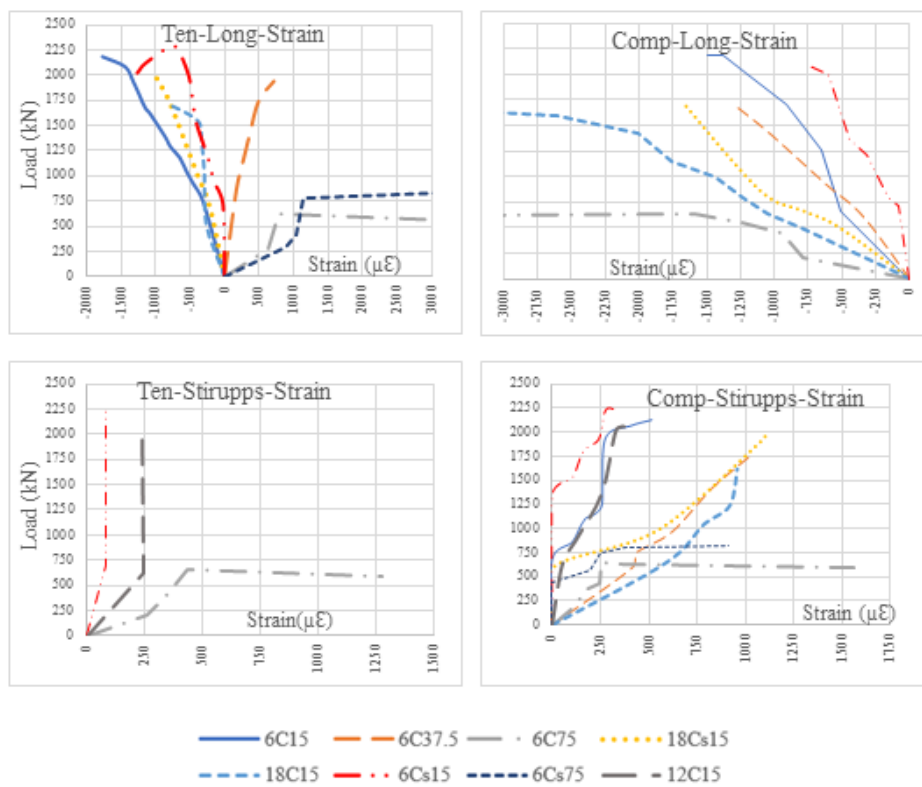 Ten-Long-Strain
Load (kN)
2500
2250
2000
1750
1500
1250
1000
750
500
250
0
Strain (µƐ)
-2000 -1500 -1000 -500 0 500 1000 1500 2000 2500 3000
Comp-Long-Strain
Strain(µƐ)
-3000 -2750 -2500 -2250 -2000 -1750 -1500 -1250 -1000 -750 -500 -250 0
Ten-Stirupps-Strain
Load (kN)
2500
2250
2000
1750
1500
1250
1000
750
500
250
0
Strain(µƐ)
0 250 500 750 1000 1250 1500
Comp-Stirupps-Strain
2500
2250
2000
1750
1500
1250
1000
750
500
250
0
Strain (µƐ)
0 250 500 750 1000 1250 1500 1750
6C15 6C37.5 6C75 18Cs15
18C15 6Cs15 6Cs75 12C15